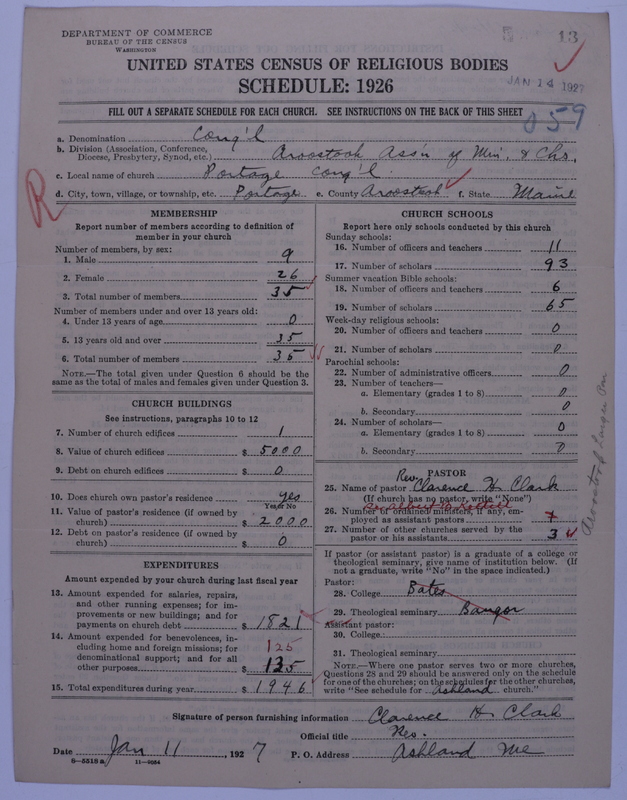 DEPARTMENT OF COMMERCE
BUREAU OF THE CENSUS
WASHINGTON
13
UNITED STATES CENSUS OF RELIGIOUS BODIES
SCHEDULE: 1926
JAN 14 1927
FILL OUT A SEPARATE SCHEDULE FOR EACH CHURCH. SEE INSTRUCTIONS ON THE BACK OF THIS SHEET
059
a. Denomination Cong'l
b. Division (Association, Conference, Diocese, Presbytery, Synod, etc.) Aroostook Ass'n of Min. & Chs.
c. Local name of church Portage Cong'l
d. City, town, village, or township, etc. Portage e. County Aroostook f. State Maine
R
MEMBERSHIP
Report number of members according to definition of
member in your church
Number of members, by sex:
1. Male 9
2. Female 26
3. Total number of members 35
Number of members under and over 13 years old:
4. Under 13 years of age 0
5. 13 years old and over 35
6. Total number of members 35
NOTE.—The total given under Question 6 should be the
same as the total of males and females given under Question 3.
CHURCH BUILDINGS
See instructions, paragraphs 10 to 12
7. Number of church edifices 1
8. Value of church edifices $ 5000
9. Debt on church edifices $ 0
10. Does church own pastor's residence yes
Yes or No
11. Value of pastor's residence (if owned by
church) $ 2000
12. Debt on pastor's residence (if owned by
church) $ 0
EXPENDITURES
Amount expended by your church during last fiscal year
13. Amount expended for salaries, repairs,
and other running expenses; for im-
provements or new buildings; and for
payments on church debt $ 1821
14. Amount expended for benevolences, in-
cluding home and foreign missions; for
denominational support; and for all
other purposes $ 125
125
15. Total expenditures during year $ 1946
CHURCH SCHOOLS
Report here only schools conducted by this church
Sunday schools:
16. Number of officers and teachers 11
17. Number of scholars 93
Summer vacation Bible schools:
18. Number of officers and teachers 6
19. Number of scholars 65
Week-day religious schools:
20. Number of officers and teachers 0
21. Number of scholars 0
Parochial schools:
22. Number of administrative officers 0
23. Number of teachers—
a. Elementary (grades 1 to 8) 0
b. Secondary 0
24. Number of scholars—
a. Elementary (grades 1 to 8) 0
b. Secondary 0
PASTOR
25. Name of pastor Rev. Clarence H. Clark
(If church has no pastor, write "None")
26. Number of ordained ministers, if any, em-
ployed as assistant pastors
27. Number of other churches served by the
pastor or his assistants 3
If pastor (or assistant pastor) is a graduate of a college or
theological seminary, give name of institution below. (If
not a graduate, write "No" in the space indicated.)
Pastor:
28. College Bates
29. Theological seminary Bangor
Assistant pastor:
30. College:
31. Theological seminary
NOTE.—Where one pastor serves two or more churches,
Questions 28 and 29 should be answered only on the schedule
for one of the churches; on the schedules for the other churches,
write "See schedule for Ashland church."
Signature of person furnishing information Clarence H Clark
Official title Rev.
Date Jan 11, 1927 P. O. Address Ashland Me
8—5518a 11—9064